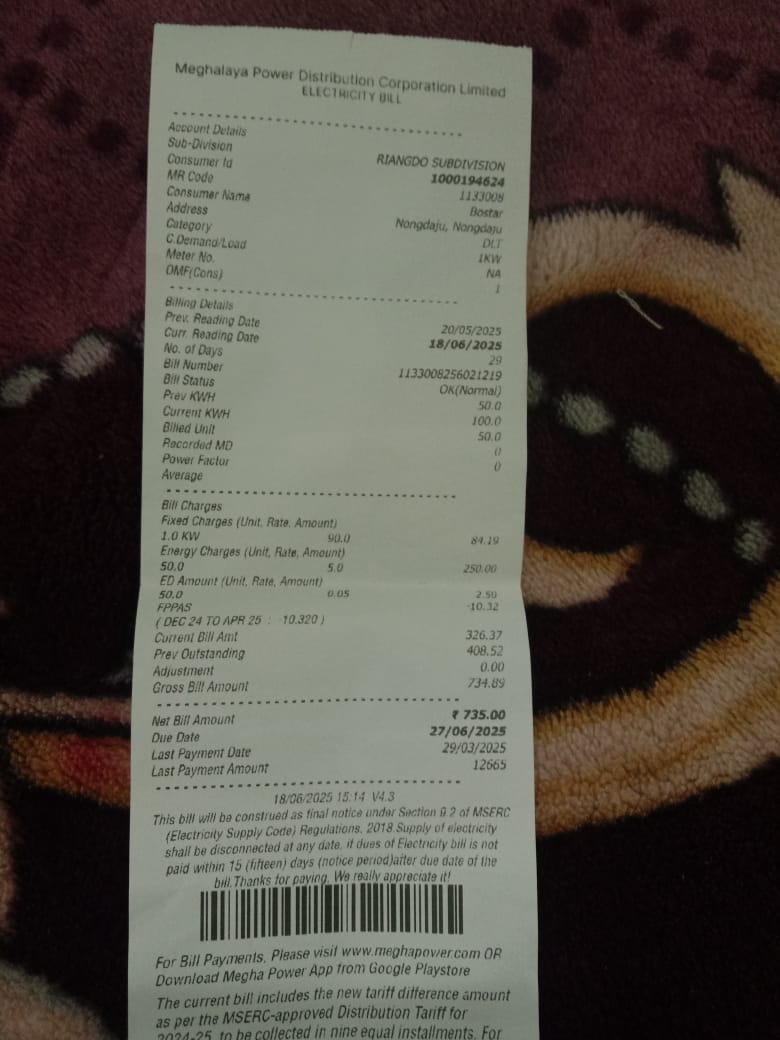 Meghalaya Power Distribution Corporation Limited
ELECTRICITY BILL
Account Details
Sub-Division RIANGDO SUBDIVISION
Consumer Id 1000194624
MR Code 1133008
Consumer Name Bostar
Address Nongdaju, Nongdaju
Category DLT
C.Demand/Load 1KW
Meter No. NA
OMF(Cons) 1
Billing Details
Prev. Reading Date 20/05/2025
Curr. Reading Date 18/06/2025
No. of Days 29
Bill Number 1133008256021219
Bill Status OK(Normal)
Prev KWH 50.0
Current KWH 100.0
Billed Unit 50.0
Recorded MD 0
Power Factor 0
Average
Bill Charges
Fixed Charges (Unit, Rate, Amount)
1.0 KW 90.0 84.19
Energy Charges (Unit, Rate, Amount)
50.0 5.0 250.00
ED Amount (Unit, Rate, Amount)
50.0 0.05 2.50
FPPAS -10.32
( DEC 24 TO APR 25 : -10.320 )
Current Bill Amt 326.37
Prev Outstanding 408.52
Adjustment 0.00
Gross Bill Amount 734.89
Net Bill Amount ₹ 735.00
Due Date 27/06/2025
Last Payment Date 29/03/2025
Last Payment Amount 12665
18/06/2025 15:14 V4.3
This bill will be construed as final notice under Section 9.2 of MSERC
(Electricity Supply Code) Regulations, 2018.Supply of electricity
shall be disconnected at any date, if dues of Electricity bill is not
paid within 15 (fifteen) days (notice period)after due date of the
bill.Thanks for paying. We really appreciate it!
For Bill Payments, Please visit www.meghapower.com OR
Download Megha Power App from Google Playstore
The current bill includes the new tariff difference amount
as per the MSERC-approved Distribution Tariff for
2024-25, to be collected in nine equal installments. For